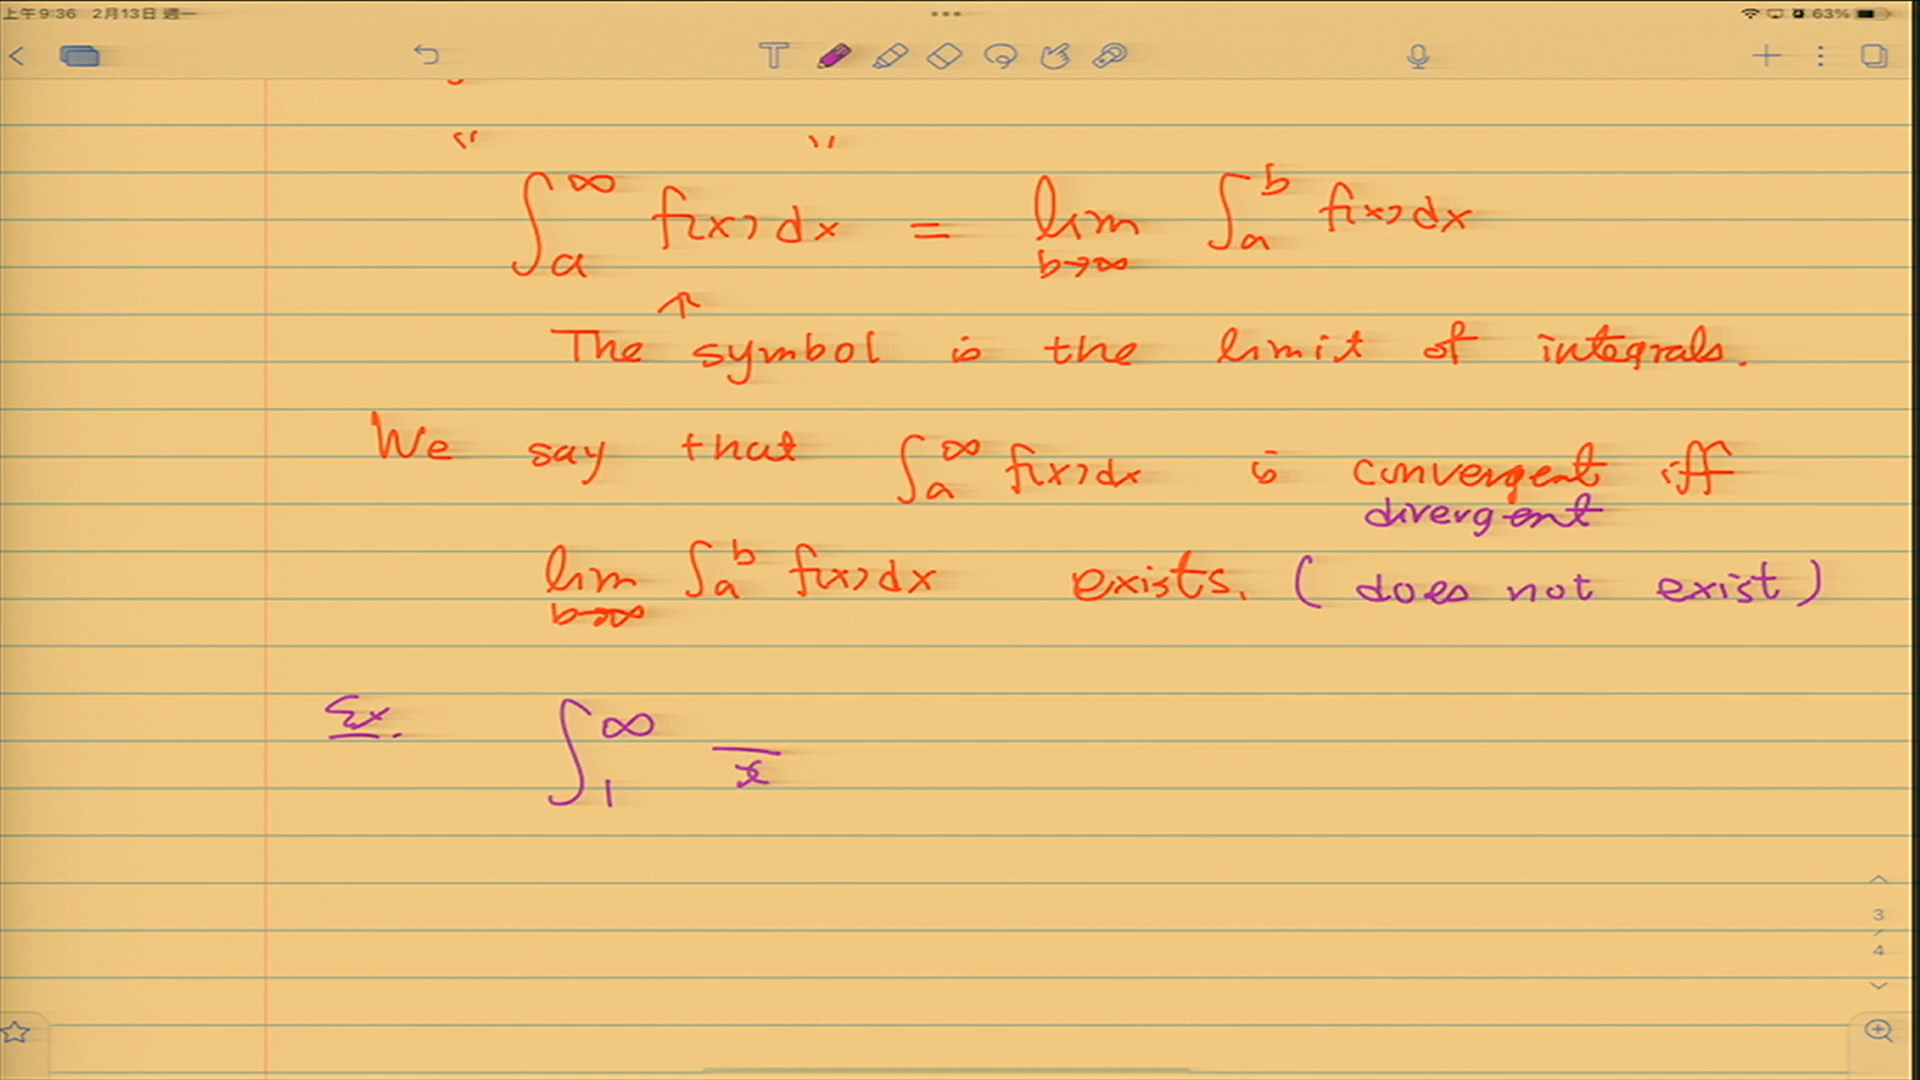 上午9:36 2月13日 週一
63%
T
“ ”
∫_a^∞ f(x)dx = lim_{b→∞} ∫_a^b f(x)dx
↑
The symbol is the limit of integrals.
We say that ∫_a^∞ f(x)dx is convergent iff
divergent
lim_{b→∞} ∫_a^b f(x)dx exists. (does not exist)
Ex. ∫_1^∞ ― x
3
/
4